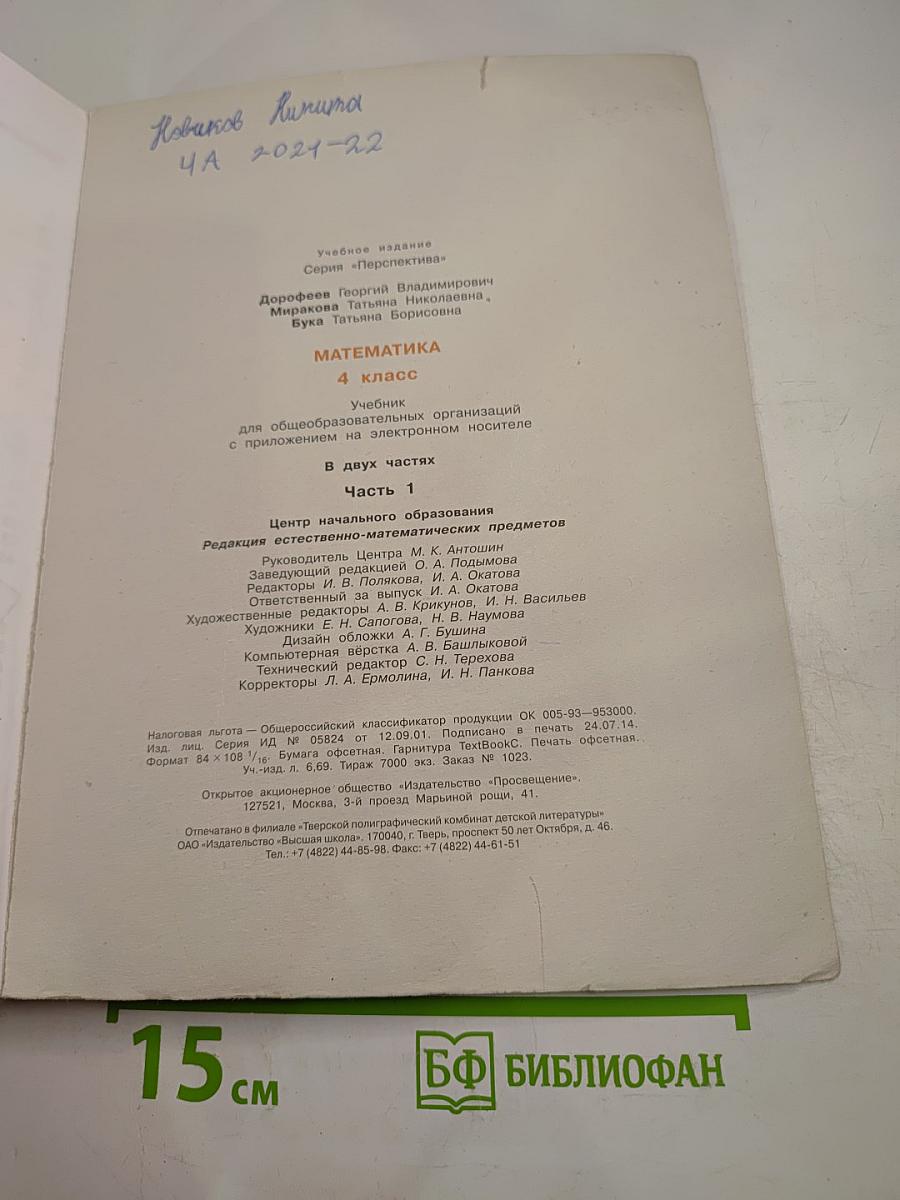 Новиков Никита
4А 2021-22
Учебное издание
Серия «Перспектива»
Дорофеев Георгий Владимирович
Миракова Татьяна Николаевна,
Бука Татьяна Борисовна
МАТЕМАТИКА
4 класс
Учебник
для общеобразовательных организаций
с приложением на электронном носителе
В двух частях
Часть 1
Центр начального образования
Редакция естественно-математических предметов
Руководитель Центра М. К. Антошин
Заведующий редакцией О. А. Подымова
Редакторы И. В. Полякова, И. А. Окатова
Ответственный за выпуск И. А. Окатова
Художественные редакторы А. В. Крикунов, И. Н. Васильев
Художники Е. Н. Сапогова, Н. В. Наумова
Дизайн обложки А. Г. Бушина
Компьютерная вёрстка А. В. Башлыковой
Технический редактор С. Н. Терехова
Корректоры Л. А. Ермолина, И. Н. Панкова
Налоговая льгота — Общероссийский классификатор продукции ОК 005-93—953000.
Изд. лиц. Серия ИД № 05824 от 12.09.01. Подписано в печать 24.07.14.
Формат 84 × 108 1/16. Бумага офсетная. Гарнитура TextBookC. Печать офсетная.
Уч.-изд. л. 6,69. Тираж 7000 экз. Заказ № 1023.
Открытое акционерное общество «Издательство «Просвещение».
127521, Москва, 3-й проезд Марьиной рощи, 41.
Отпечатано в филиале «Тверской полиграфический комбинат детской литературы»
ОАО «Издательство «Высшая школа». 170040, г. Тверь, проспект 50 лет Октября, д. 46.
Тел.: +7 (4822) 44-85-98. Факс: +7 (4822) 44-61-51
15 см
БФ БИБЛИОФАН